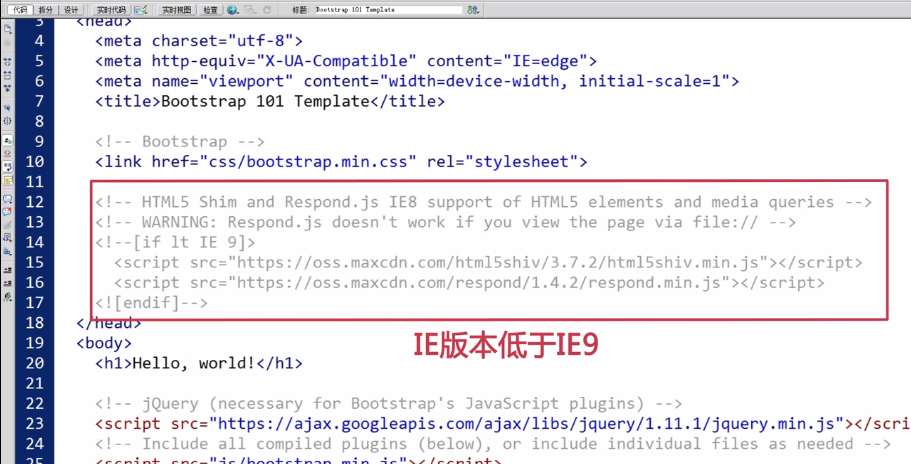 代码 拆分 设计 实时代码 实时视图 检查 标题: Bootstrap 101 Template
3 <head>
4 <meta charset="utf-8">
5 <meta http-equiv="X-UA-Compatible" content="IE=edge">
6 <meta name="viewport" content="width=device-width, initial-scale=1">
7 <title>Bootstrap 101 Template</title>
8
9 <!-- Bootstrap -->
10 <link href="css/bootstrap.min.css" rel="stylesheet">
11
12 <!-- HTML5 Shim and Respond.js IE8 support of HTML5 elements and media queries -->
13 <!-- WARNING: Respond.js doesn't work if you view the page via file:// -->
14 <!--[if lt IE 9]>
15 <script src="https://oss.maxcdn.com/html5shiv/3.7.2/html5shiv.min.js"></script>
16 <script src="https://oss.maxcdn.com/respond/1.4.2/respond.min.js"></script>
17 <![endif]-->
18 </head>
19 <body>
IE版本低于IE9
20 <h1>Hello, world!</h1>
21
22 <!-- jQuery (necessary for Bootstrap's JavaScript plugins) -->
23 <script src="https://ajax.googleapis.com/ajax/libs/jquery/1.11.1/jquery.min.js"></scri
24 <!-- Include all compiled plugins (below), or include individual files as needed -->
25 <script src="js/bootstrap.min.js"></script>